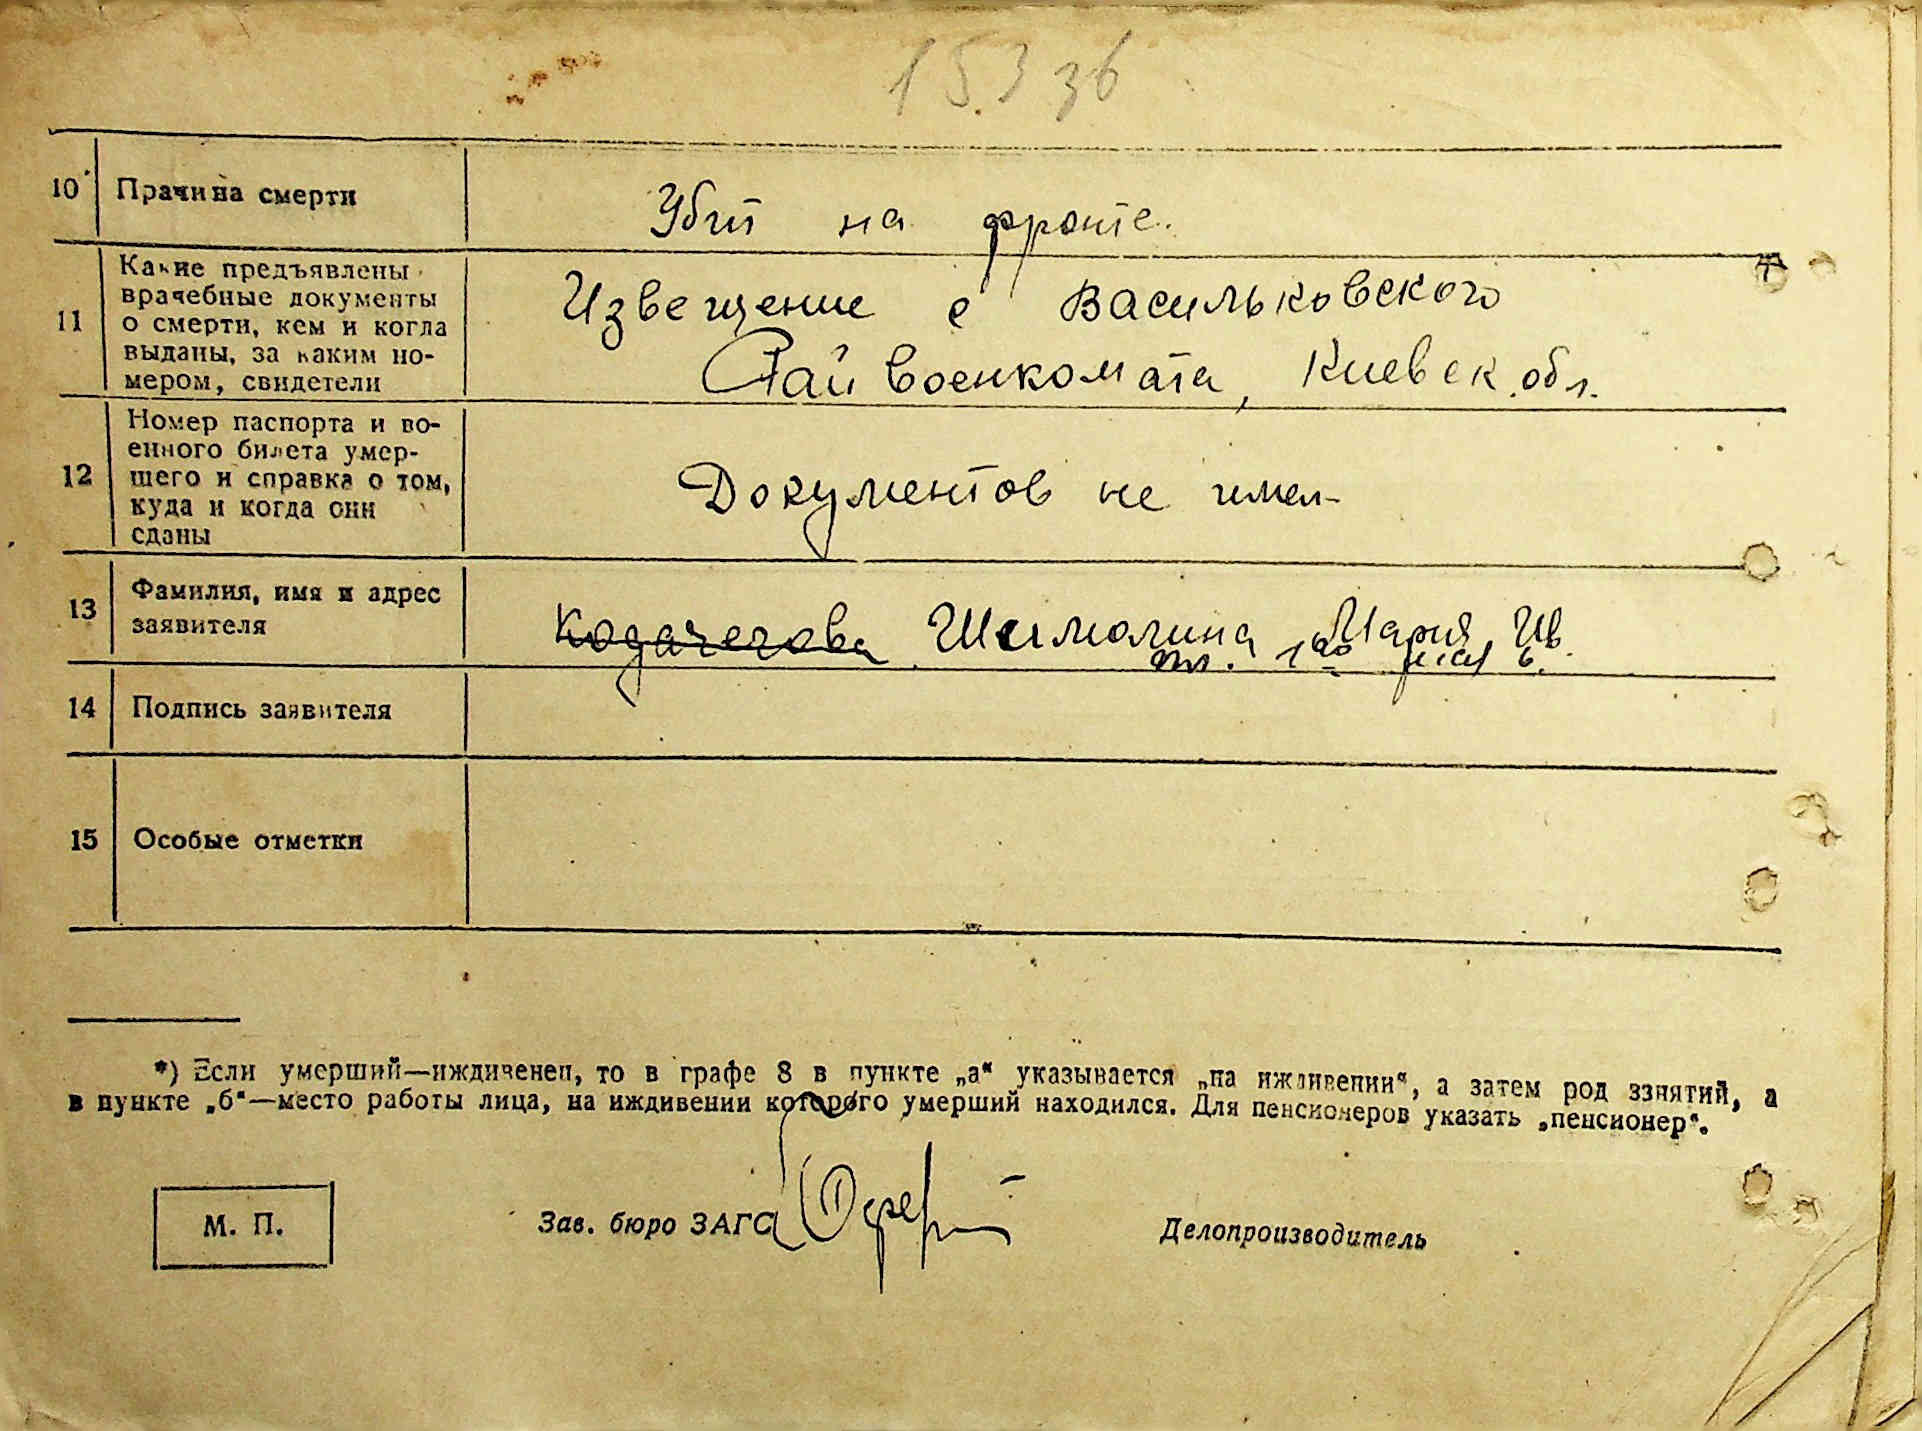 153 зв
10 Причина смерти
Убит на фронте.
11 Какие предъявлены
врачебные документы
о смерти, кем и когда
выданы, за каким но-
мером, свидетели
Извещение с Васильковского
Райвоенкомата, Киевск. обл.
12 Номер паспорта и во-
енного билета умер-
шего и справка о том,
куда и когда они
сданы
Документов не имел
13 Фамилия, имя и адрес
заявителя
Шимолина Мария Ив.
14 Подпись заявителя
15 Особые отметки
*) Если умерший—иждивенец, то в графе 8 в пункте „а“ указывается „на иждивении“, а затем род занятий, а
в пункте „б“—место работы лица, на иждивении которого умерший находился. Для пенсионеров указать „пенсионер“.
М. П.
Зав. бюро ЗАГС
Делопроизводитель